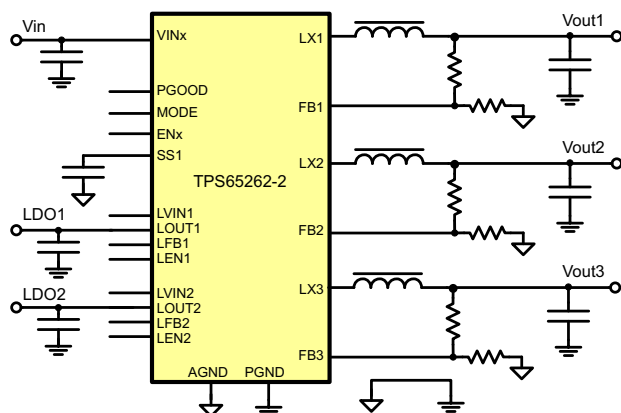 Vin
VINx
LX1
Vout1
PGOOD
MODE
FB1
ENx
SS1
LX2
Vout2
TPS65262-2
LDO1
LVIN1
LOUT1
FB2
LFB1
LEN1
LX3
Vout3
LDO2
LVIN2
LOUT2
LFB2
LEN2
FB3
AGND
PGND